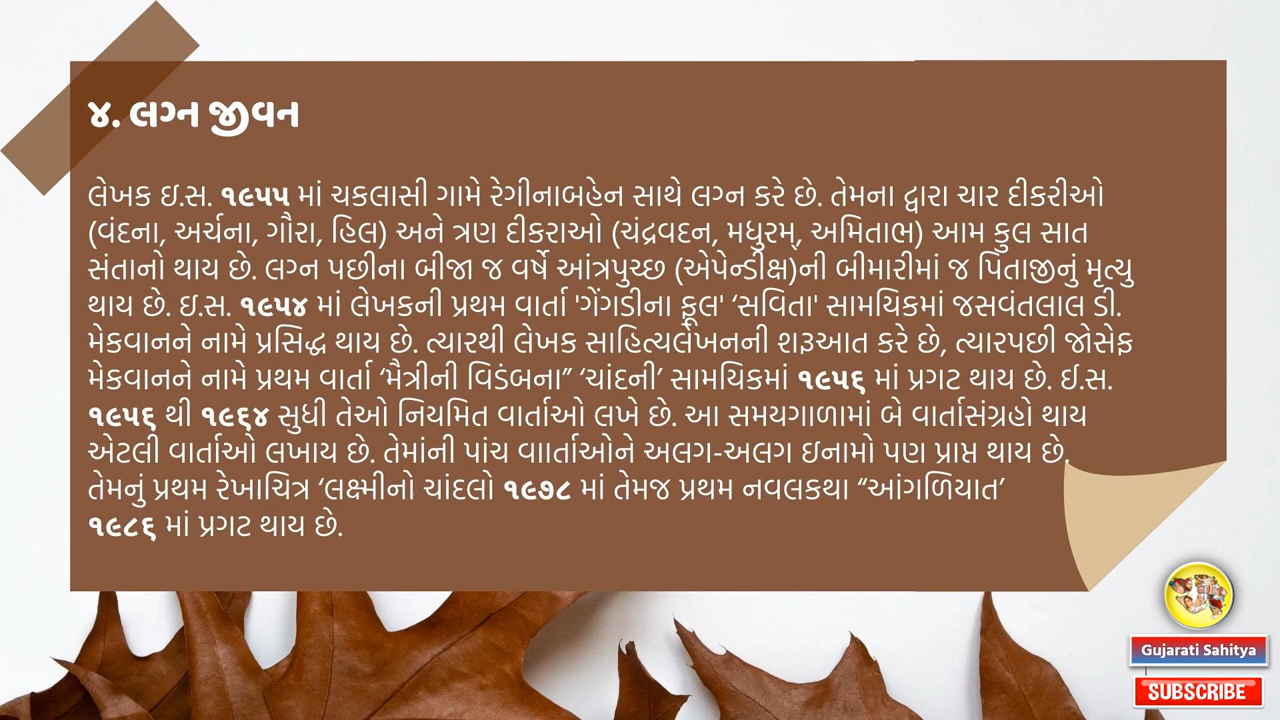 ૪. લગ્ન જીવન
લેખક ઇ.સ. ૧૯૫૫ માં ચકલાસી ગામે રેગીનાબહેન સાથે લગ્ન કરે છે. તેમના દ્વારા ચાર દીકરીઓ
(વંદના, અર્ચના, ગૌરા, હિલ) અને ત્રણ દીકરાઓ (ચંદ્રવદન, મધુરમ્, અમિતાભ) આમ કુલ સાત
સંતાનો થાય છે. લગ્ન પછીના બીજા જ વર્ષે આંત્રપુચ્છ (એપેન્ડીક્ષ)ની બીમારીમાં જ પિતાજીનું મૃત્યુ
થાય છે. ઇ.સ. ૧૯૫૪ માં લેખકની પ્રથમ વાર્તા 'ગેંગડીના ફૂલ' ‘સવિતા' સામયિકમાં જસવંતલાલ ડી.
મેકવાનને નામે પ્રસિદ્ધ થાય છે. ત્યારથી લેખક સાહિત્યલેખનની શરૂઆત કરે છે, ત્યારપછી જોસેફ
મેકવાનને નામે પ્રથમ વાર્તા ‘મૈત્રીની વિડંબના” ‘ચાંદની’ સામયિકમાં ૧૯૫૬ માં પ્રગટ થાય છે. ઈ.સ.
૧૯૫૬ થી ૧૯૬૪ સુધી તેઓ નિયમિત વાર્તાઓ લખે છે. આ સમયગાળામાં બે વાર્તાસંગ્રહો થાય
એટલી વાર્તાઓ લખાય છે. તેમાંની પાંચ વાાર્તાઓને અલગ-અલગ ઇનામો પણ પ્રાપ્ત થાય છે.
તેમનું પ્રથમ રેખાચિત્ર ‘લક્ષ્મીનો ચાંદલો ૧૯૭૮ માં તેમજ પ્રથમ નવલકથા “આંગળિયાત’
૧૯૮૬ માં પ્રગટ થાય છે.
Gujarati Sahitya
SUBSCRIBE